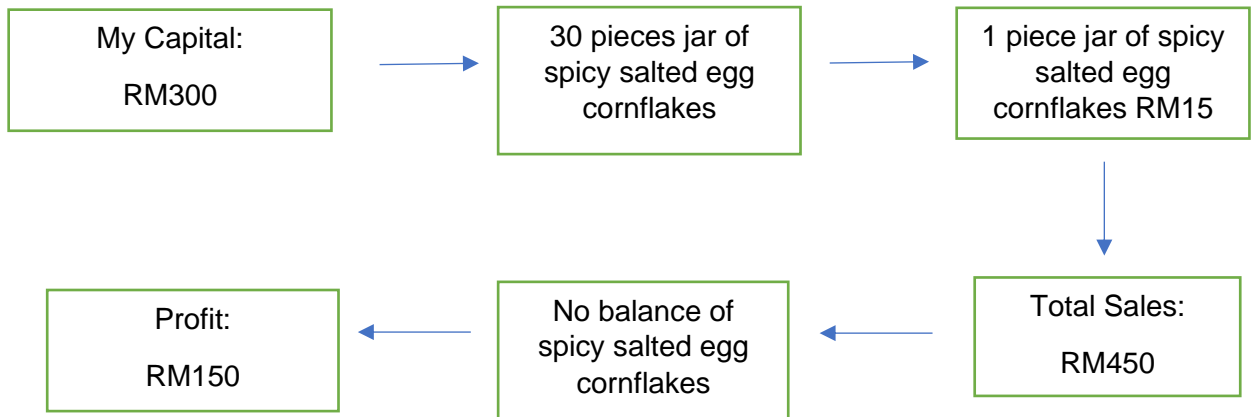 My Capital:
RM300
30 pieces jar of
spicy salted egg
cornflakes
1 piece jar of spicy
salted egg
cornflakes RM15
Total Sales:
RM450
No balance of
spicy salted egg
cornflakes
Profit:
RM150